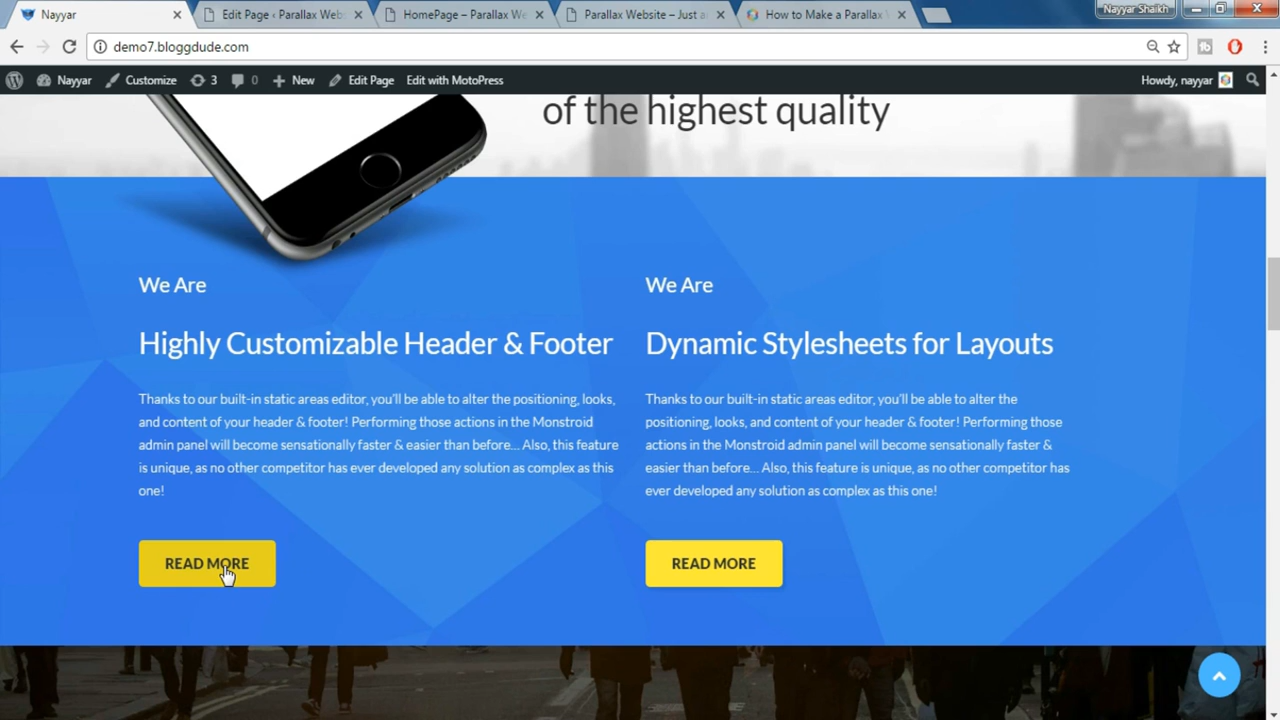 Nayyar
Edit Page ‹ Parallax Webs
HomePage – Parallax We
Parallax Website – Just a
How to Make a Parallax
Nayyar Shaikh
demo7.bloggdude.com
Nayyar
Customize
3
0
New
Edit Page
Edit with MotoPress
Howdy, nayyar
of the highest quality
We Are
Highly Customizable Header & Footer
Thanks to our built-in static areas editor, you'll be able to alter the positioning, looks,
and content of your header & footer! Performing those actions in the Monstroid
admin panel will become sensationally faster & easier than before... Also, this feature
is unique, as no other competitor has ever developed any solution as complex as this
one!
READ MORE
We Are
Dynamic Stylesheets for Layouts
Thanks to our built-in static areas editor, you'll be able to alter the
positioning, looks, and content of your header & footer! Performing those
actions in the Monstroid admin panel will become sensationally faster &
easier than before... Also, this feature is unique, as no other competitor has
ever developed any solution as complex as this one!
READ MORE